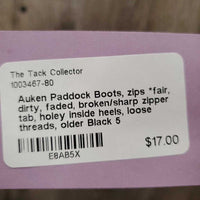 The Tack Collector
1003467-80
Auken Paddock Boots, zips *fair,
dirty, faded, broken/sharp zipper
tab, holey inside heels, loose
threads, older Black 5
E8AB5X
$17.00